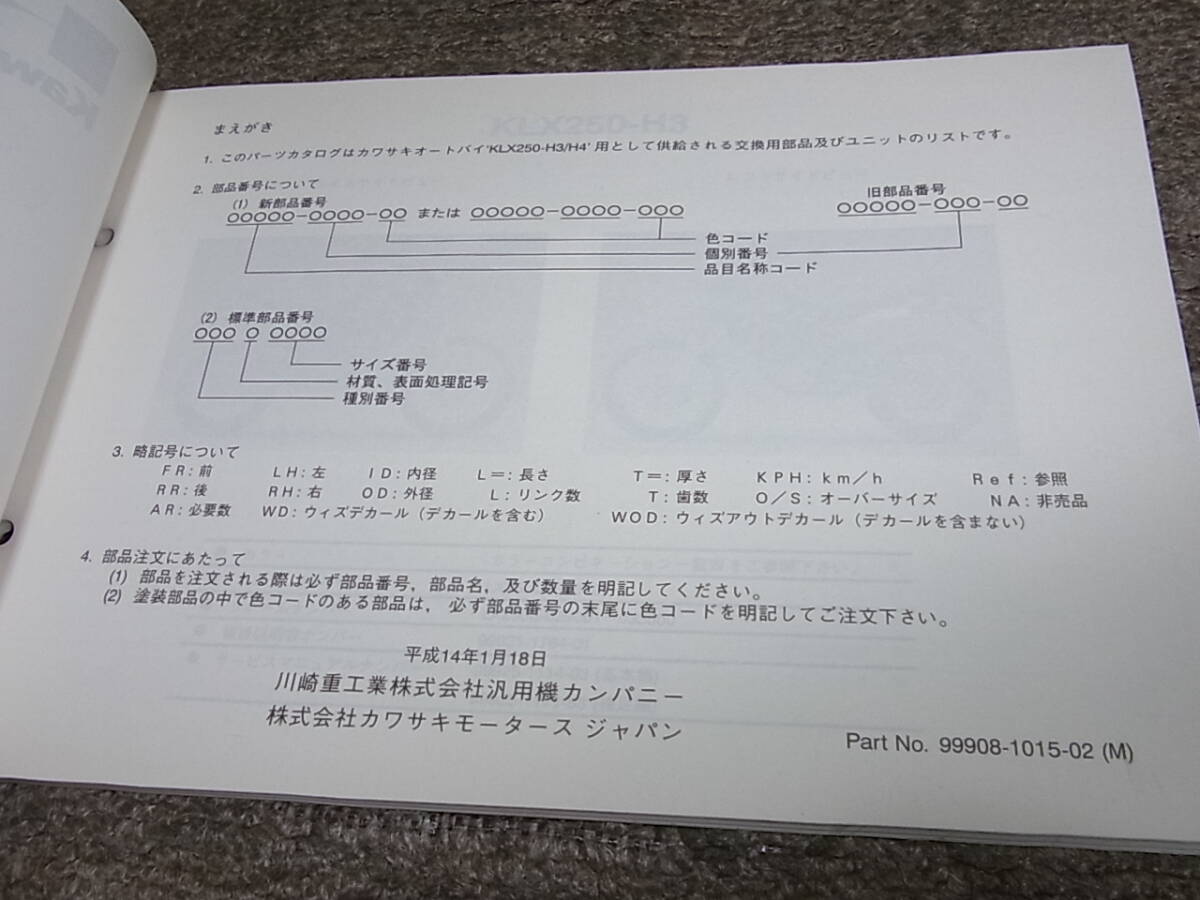 Kaw
KLX250-H3
まえがき
1. このパーツカタログはカワサキオートバイ'KLX250-H3/H4'用として供給される交換用部品及びユニットのリストです。
2. 部品番号について
(1) 新部品番号
旧部品番号
○○○○○-○○○○-○○ または ○○○○○-○○○○-○○○
○○○○○-○○○-○○
色コード
個別番号
品目名称コード
(2) 標準部品番号
○○○ ○ ○○○○
サイズ番号
材質、表面処理記号
種別番号
3. 略記号について
FR:前 LH:左 ID:内径 L=:長さ T=:厚さ KPH:km/h Ref:参照
RR:後 RH:右 OD:外径 L:リンク数 T:歯数 O/S:オーバーサイズ NA:非売品
AR:必要数 WD:ウィズデカール(デカールを含む) WOD:ウィズアウトデカール(デカールを含まない)
4. 部品注文にあたって
(1) 部品を注文される際は必ず部品番号, 部品名, 及び数量を明記してください。
(2) 塗装部品の中で色コードのある部品は, 必ず部品番号の末尾に色コードを明記してご注文下さい。
平成14年1月18日
川崎重工業株式会社汎用機カンパニー
株式会社カワサキモータース ジャパン
Part No. 99908-1015-02 (M)